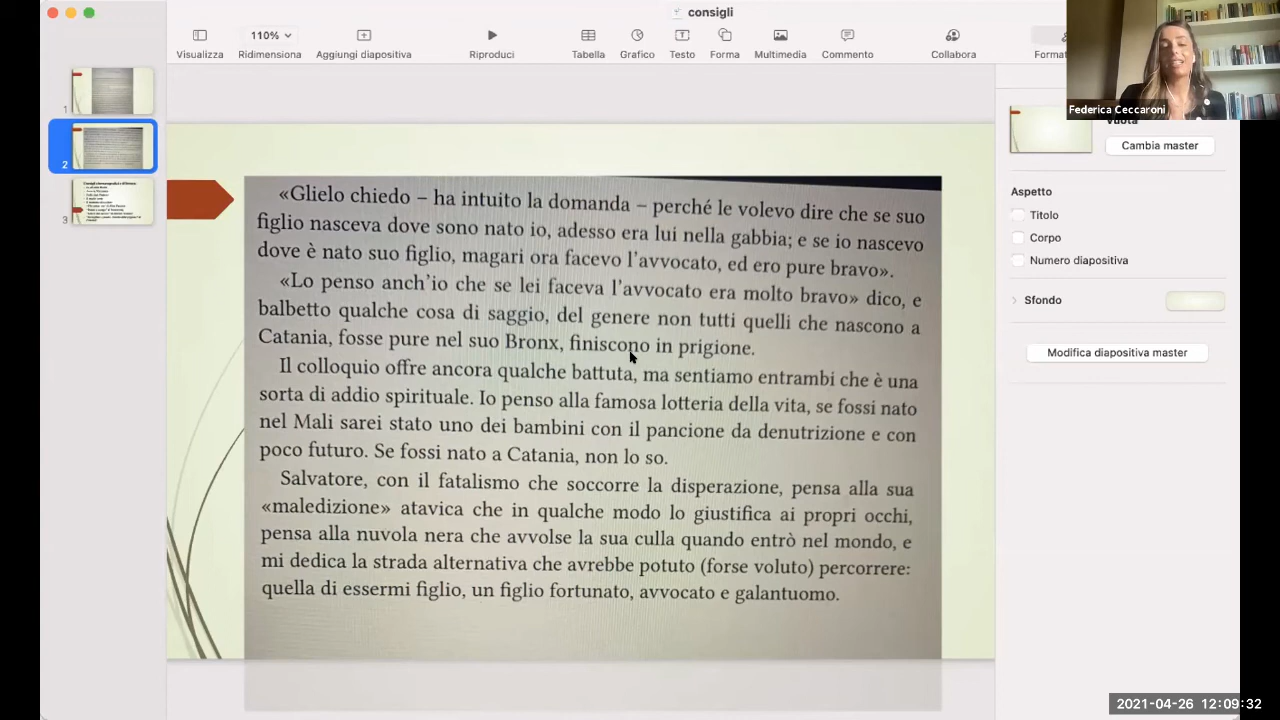 consigli
110%
Visualizza Ridimensiona Aggiungi diapositiva Riproduci Tabella Grafico Testo Forma Multimedia Commento Collabora Format
Federica Ceccaroni
Vuota
Cambia master
Aspetto
Titolo
Corpo
Numero diapositiva
Sfondo
Modifica diapositiva master
1
2
3
«Glielo chiedo – ha intuito la domanda – perché le volevo dire che se suo
figlio nasceva dove sono nato io, adesso era lui nella gabbia; e se io nascevo
dove è nato suo figlio, magari ora facevo l'avvocato, ed ero pure bravo».
«Lo penso anch'io che se lei faceva l'avvocato era molto bravo» dico, e
balbetto qualche cosa di saggio, del genere non tutti quelli che nascono a
Catania, fosse pure nel suo Bronx, finiscono in prigione.
Il colloquio offre ancora qualche battuta, ma sentiamo entrambi che è una
sorta di addio spirituale. Io penso alla famosa lotteria della vita, se fossi nato
nel Mali sarei stato uno dei bambini con il pancione da denutrizione e con
poco futuro. Se fossi nato a Catania, non lo so.
Salvatore, con il fatalismo che soccorre la disperazione, pensa alla sua
«maledizione» atavica che in qualche modo lo giustifica ai propri occhi,
pensa alla nuvola nera che avvolse la sua culla quando entrò nel mondo, e
mi dedica la strada alternativa che avrebbe potuto (forse voluto) percorrere:
quella di essermi figlio, un figlio fortunato, avvocato e galantuomo.
2021-04-26 12:09:32